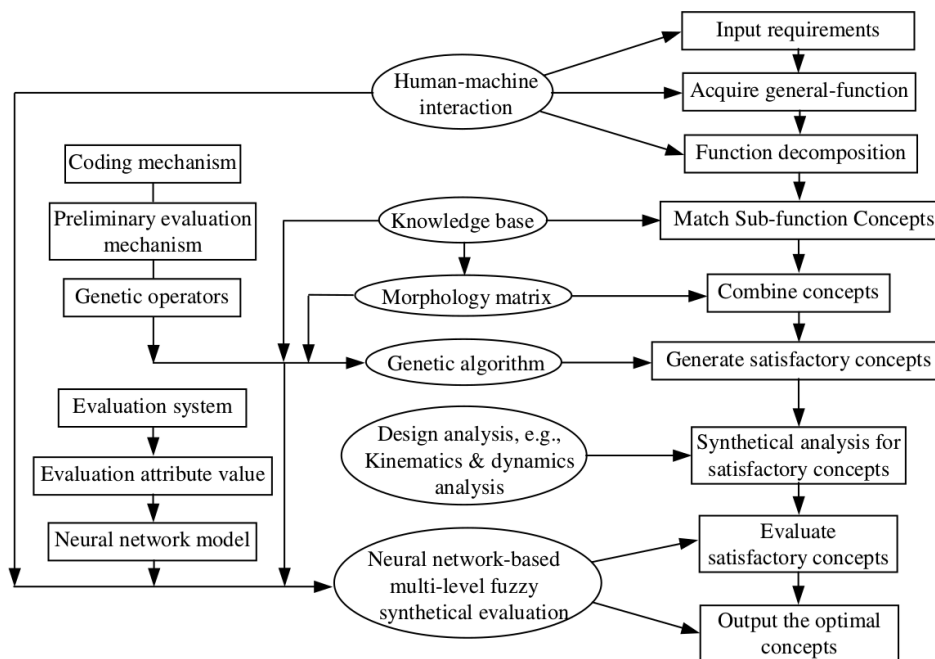 Input requirements
Human-machine
interaction
Acquire general-function
Function decomposition
Coding mechanism
Preliminary evaluation
mechanism
Genetic operators
Knowledge base
Match Sub-function Concepts
Morphology matrix
Combine concepts
Genetic algorithm
Generate satisfactory concepts
Evaluation system
Evaluation attribute value
Neural network model
Design analysis, e.g.,
Kinematics & dynamics
analysis
Synthetical analysis for
satisfactory concepts
Neural network-based
multi-level fuzzy
synthetical evaluation
Evaluate
satisfactory concepts
Output the optimal
concepts